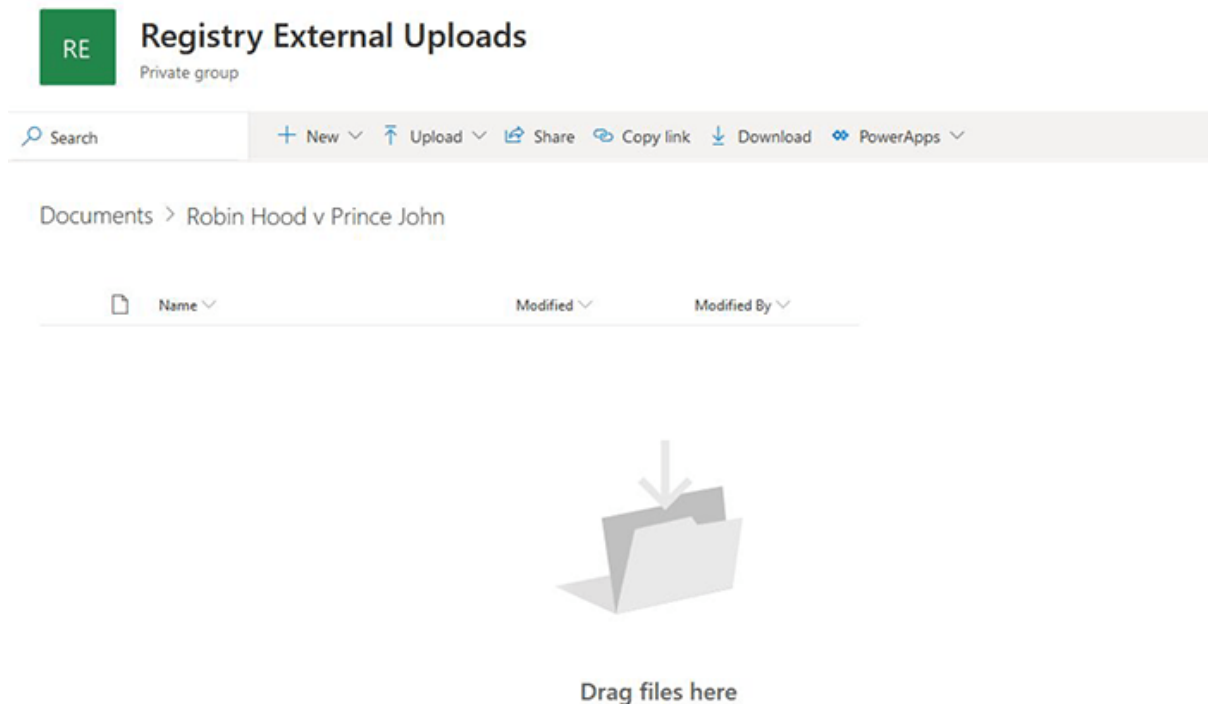 RE
Registry External Uploads
Private group
Search New Upload Share Copy link Download PowerApps
Documents > Robin Hood v Prince John
Name Modified Modified By
Drag files here